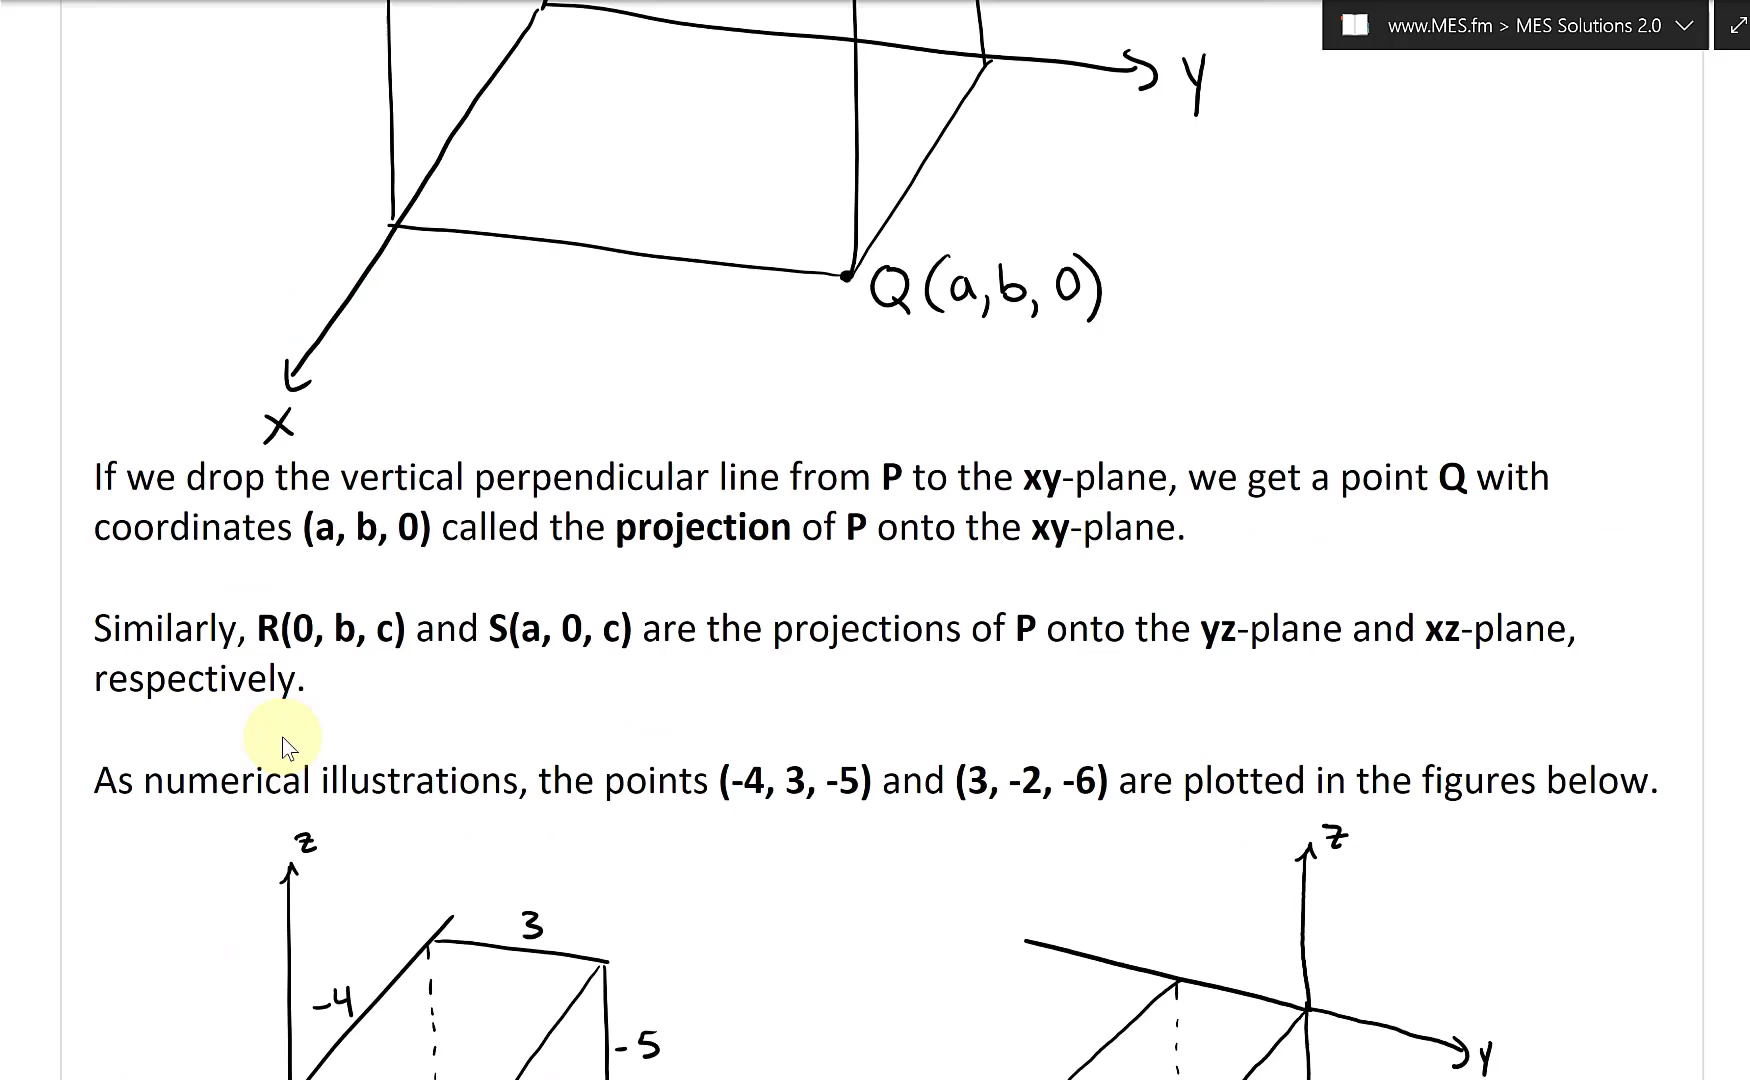 www.MES.fm > MES Solutions 2.0
y
Q(a,b,0)
x
If we drop the vertical perpendicular line from P to the xy-plane, we get a point Q with
coordinates (a, b, 0) called the projection of P onto the xy-plane.
Similarly, R(0, b, c) and S(a, 0, c) are the projections of P onto the yz-plane and xz-plane,
respectively.
As numerical illustrations, the points (-4, 3, -5) and (3, -2, -6) are plotted in the figures below.
z
z
3
-4
-5
y